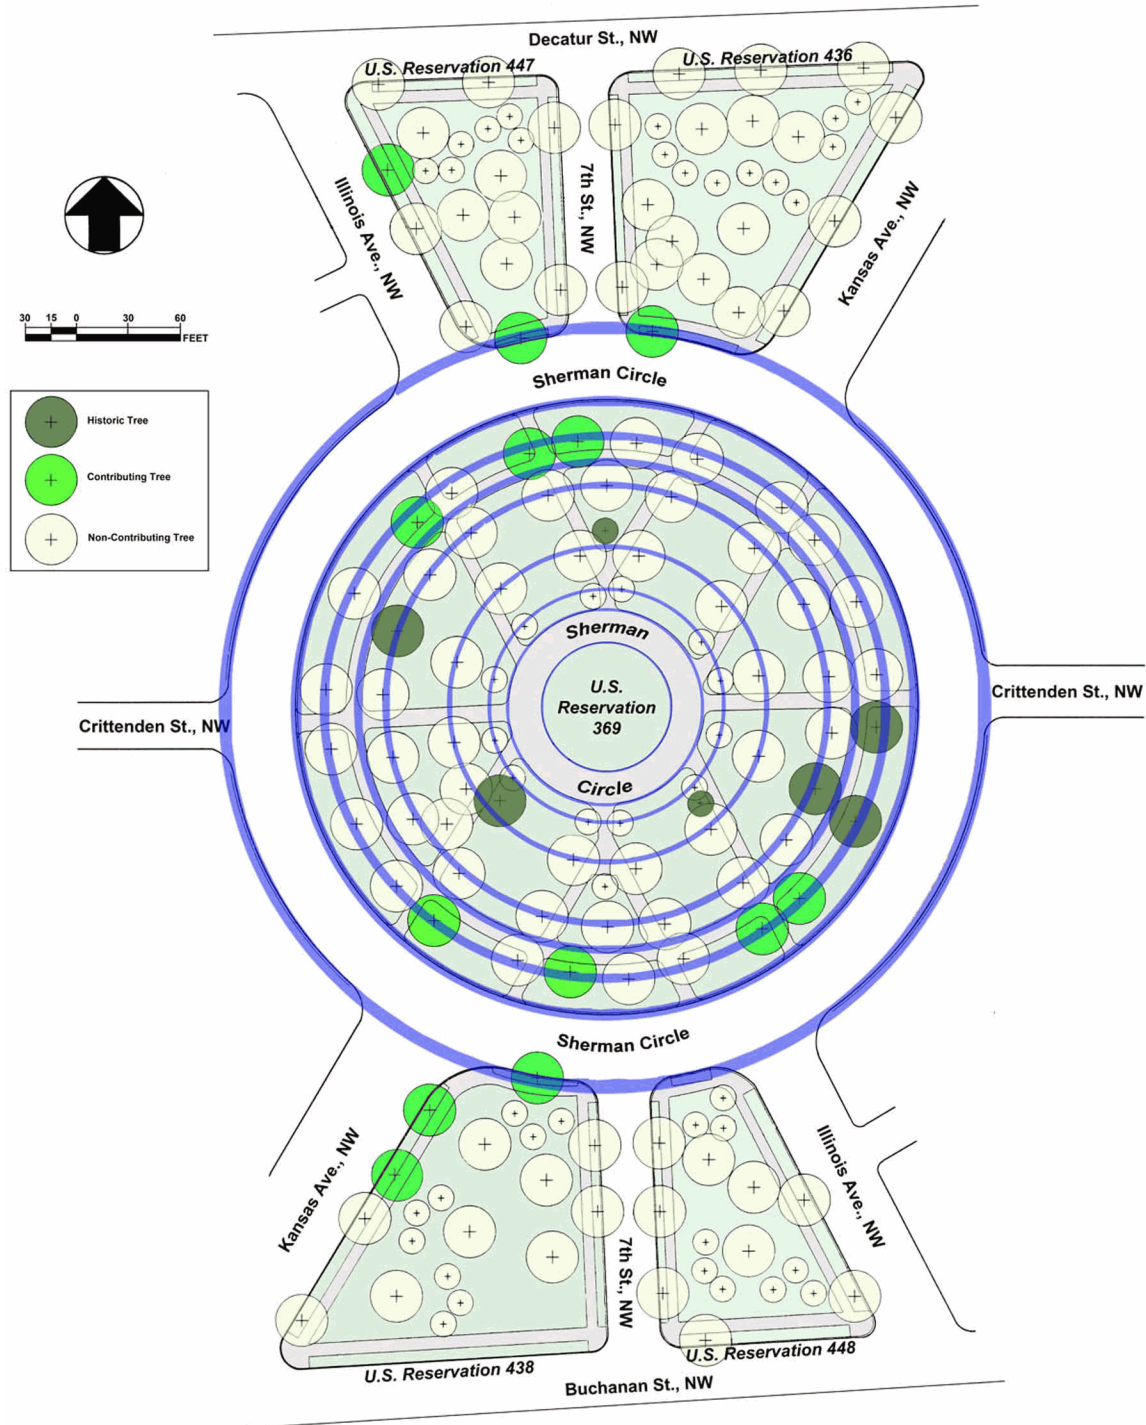 Decatur St., NW
U.S. Reservation 447
U.S. Reservation 436
Illinois Ave., NW
7th St., NW
Kansas Ave., NW
30 15 0 30 60
FEET
Sherman Circle
Historic Tree
Contributing Tree
Non-Contributing Tree
Sherman
U.S.
Reservation
369
Circle
Crittenden St., NW
Crittenden St., NW
Sherman Circle
Kansas Ave., NW
7th St., NW
Illinois Ave., NW
U.S. Reservation 438
U.S. Reservation 448
Buchanan St., NW